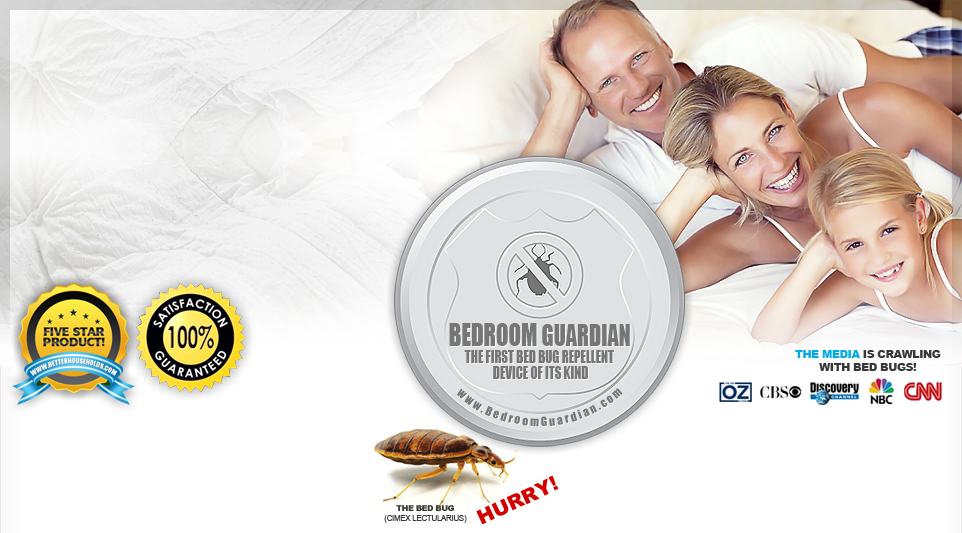 FIVE STAR
PRODUCT!
WWW.BETTERHOUSEHOLDS.COM
SATISFACTION
100%
GUARANTEED
BEDROOM GUARDIAN
THE FIRST BED BUG REPELLENT
DEVICE OF ITS KIND
www.BedroomGuardian.com
THE MEDIA IS CRAWLING
WITH BED BUGS!
OZ CBS Discovery
CHANNEL
NBC
CNN
THE BED BUG
(CIMEX LECTULARIUS)
HURRY!